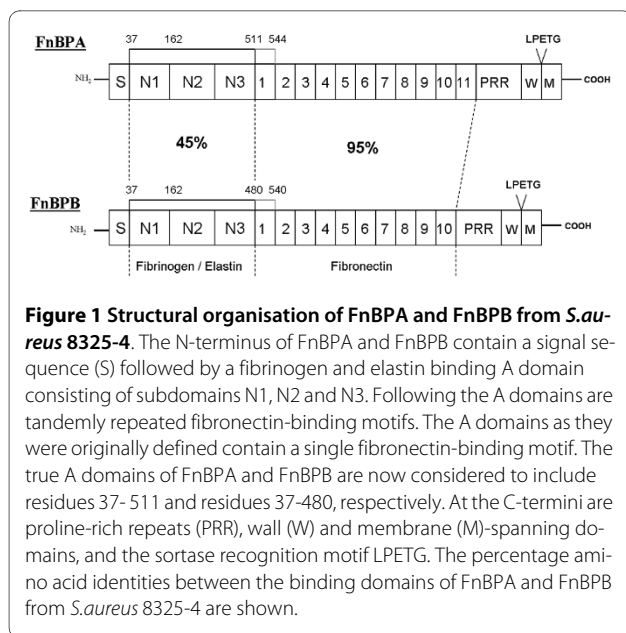 37 162 511 544
FnBPA LPETG
NH2 S N1 N2 N3 1 2 3 4 5 6 7 8 9 10 11 PRR W M COOH
45% 95%
37 162 480 540
FnBPB LPETG
NH2 S N1 N2 N3 1 2 3 4 5 6 7 8 9 10 PRR W M COOH
Fibrinogen / Elastin Fibronectin
Figure 1 Structural organisation of FnBPA and FnBPB from S.au-
reus 8325-4. The N-terminus of FnBPA and FnBPB contain a signal se-
quence (S) followed by a fibrinogen and elastin binding A domain
consisting of subdomains N1, N2 and N3. Following the A domains are
tandemly repeated fibronectin-binding motifs. The A domains as they
were originally defined contain a single fibronectin-binding motif. The
true A domains of FnBPA and FnBPB are now considered to include
residues 37- 511 and residues 37-480, respectively. At the C-termini are
proline-rich repeats (PRR), wall (W) and membrane (M)-spanning do-
mains, and the sortase recognition motif LPETG. The percentage ami-
no acid identities between the binding domains of FnBPA and FnBPB
from S.aureus 8325-4 are shown.